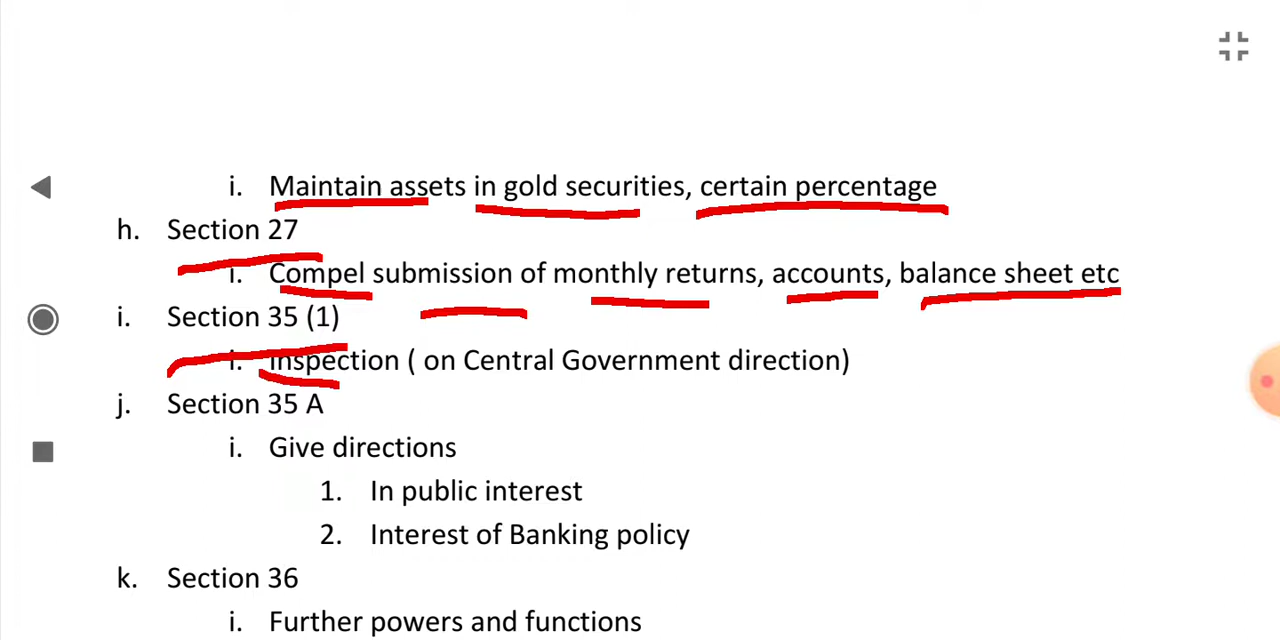 i. Maintain assets in gold securities, certain percentage
h. Section 27
i. Compel submission of monthly returns, accounts, balance sheet etc
i. Section 35 (1)
i. Inspection ( on Central Government direction)
j. Section 35 A
i. Give directions
1. In public interest
2. Interest of Banking policy
k. Section 36
i. Further powers and functions